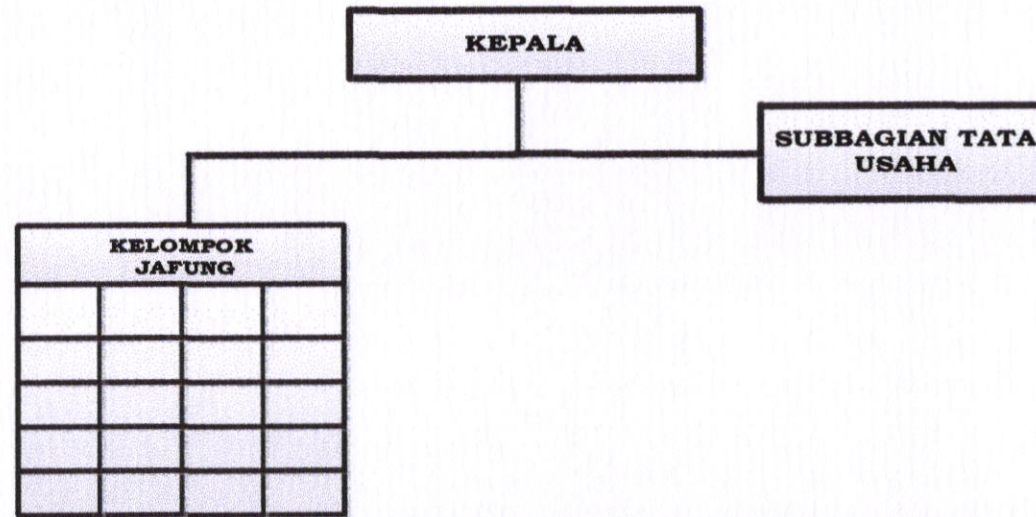 KEPALA
SUBBAGIAN TATA
USAHA
KELOMPOK
JAFUNG